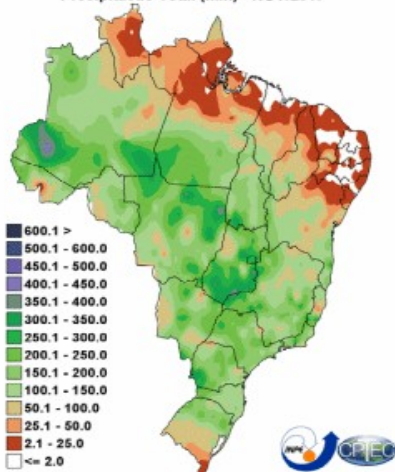 600.1 >
500.1 - 600.0
450.1 - 500.0
400.1 - 450.0
350.1 - 400.0
300.1 - 350.0
250.1 - 300.0
200.1 - 250.0
150.1 - 200.0
100.1 - 150.0
50.1 - 100.0
25.1 - 50.0
2.1 - 25.0
<= 2.0
INPE
CPTEC